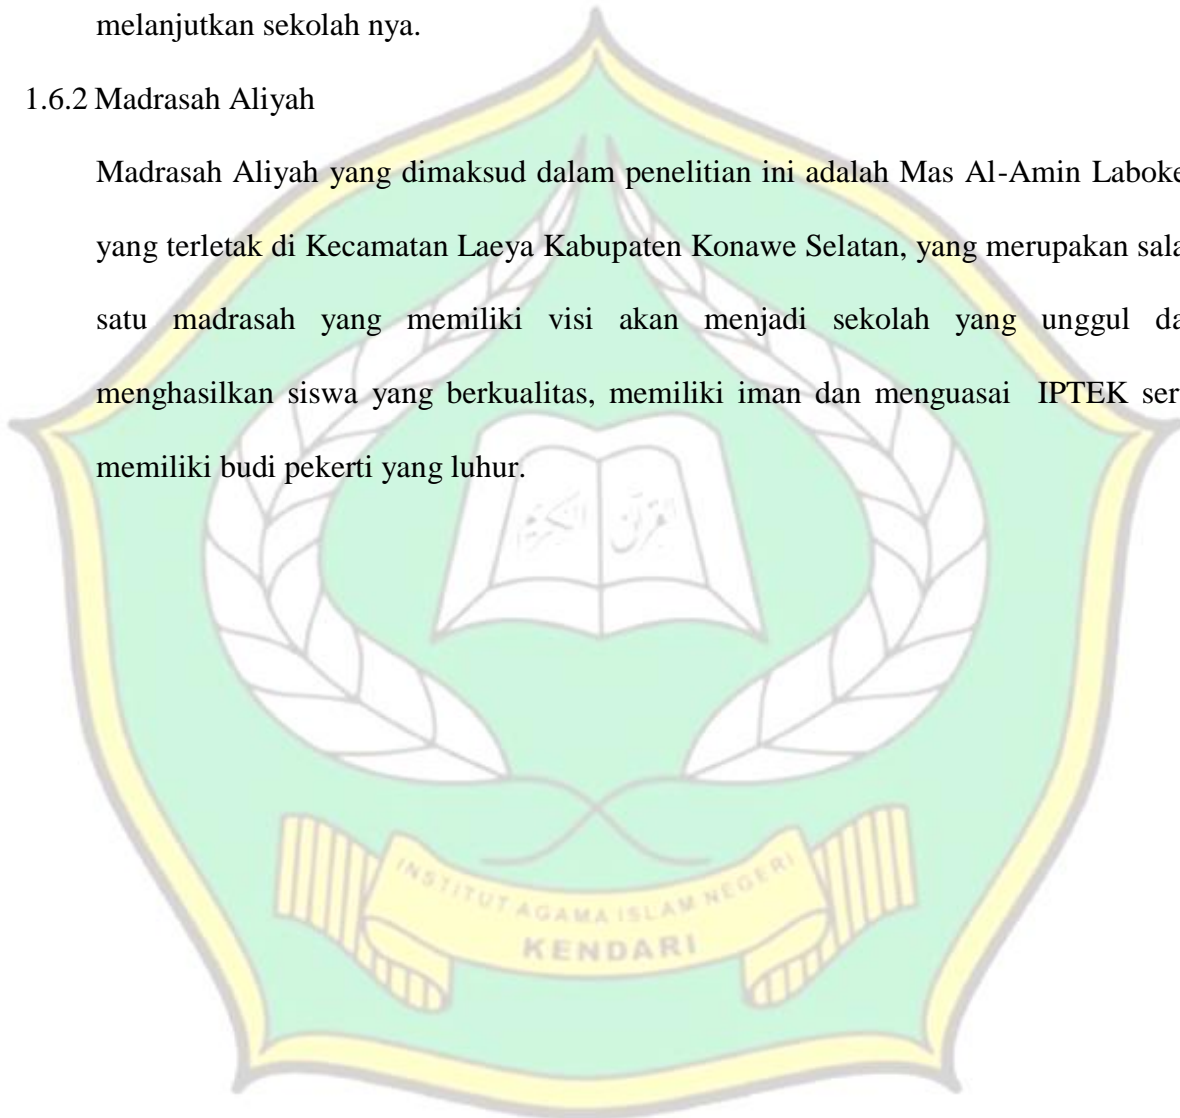 melanjutkan sekolah nya.
1.6.2 Madrasah Aliyah
Madrasah Aliyah yang dimaksud dalam penelitian ini adalah Mas Al-Amin Laboke
yang terletak di Kecamatan Laeya Kabupaten Konawe Selatan, yang merupakan sala
satu madrasah yang memiliki visi akan menjadi sekolah yang unggul da
menghasilkan siswa yang berkualitas, memiliki iman dan menguasai IPTEK ser
memiliki budi pekerti yang luhur.
القرآن الكريم
INSTITUT AGAMA ISLAM NEGERI
KENDARI